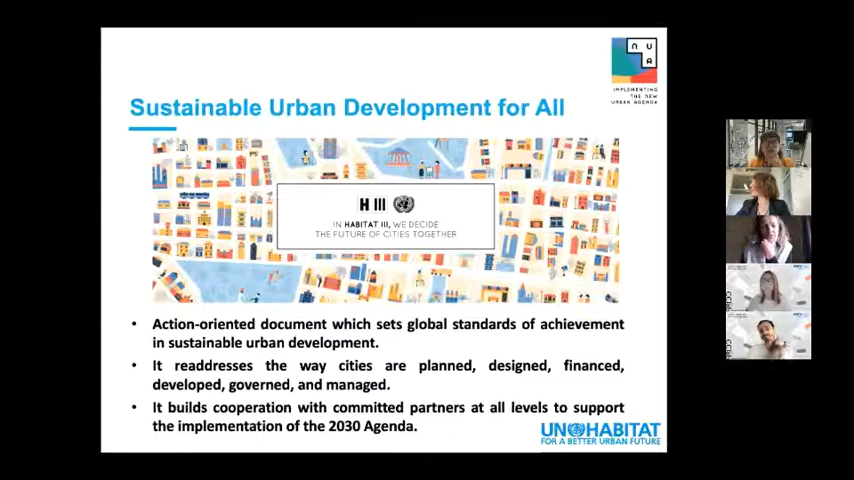 NUA
IMPLEMENTING
THE NEW
URBAN AGENDA
Sustainable Urban Development for All
H III
IN HABITAT III, WE DECIDE
THE FUTURE OF CITIES TOGETHER
• Action-oriented document which sets global standards of achievement
in sustainable urban development.
• It readdresses the way cities are planned, designed, financed,
developed, governed, and managed.
• It builds cooperation with committed partners at all levels to support
the implementation of the 2030 Agenda.
UN HABITAT
FOR A BETTER URBAN FUTURE